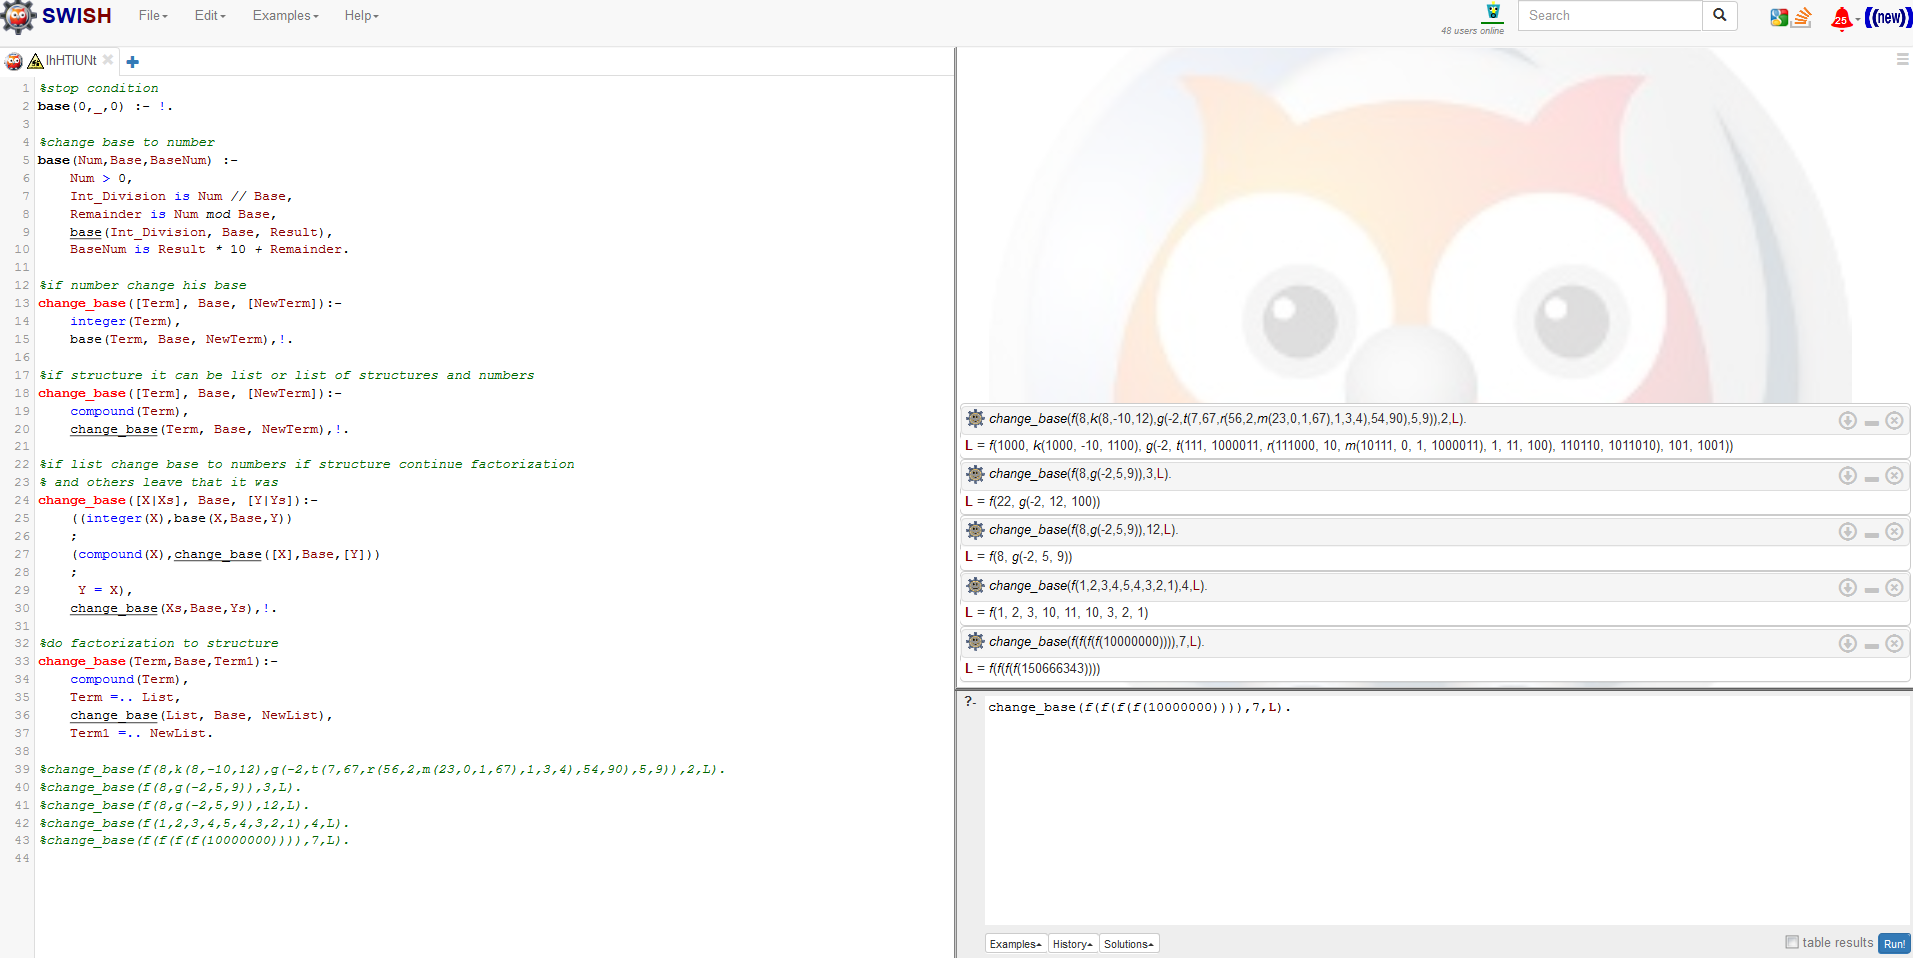 SWISH File Edit Examples Help 48 users online Search 25 ((new))
lhHTlUNt
1 %stop condition
2 base(0,_,0) :- !.
3
4 %change base to number
5 base(Num,Base,BaseNum) :-
6 Num > 0,
7 Int_Division is Num // Base,
8 Remainder is Num mod Base,
9 base(Int_Division, Base, Result),
10 BaseNum is Result * 10 + Remainder.
11
12 %if number change his base
13 change_base([Term], Base, [NewTerm]):-
14 integer(Term),
15 base(Term, Base, NewTerm),!.
16
17 %if structure it can be list or list of structures and numbers
18 change_base([Term], Base, [NewTerm]):-
19 compound(Term),
20 change_base(Term, Base, NewTerm),!.
21
22 %if list change base to numbers if structure continue factorization
23 % and others leave that it was
24 change_base([X|Xs], Base, [Y|Ys]):-
25 ((integer(X),base(X,Base,Y))
26 ;
27 (compound(X),change_base([X],Base,[Y]))
28 ;
29 Y = X),
30 change_base(Xs,Base,Ys),!.
31
32 %do factorization to structure
33 change_base(Term,Base,Term1):-
34 compound(Term),
35 Term =.. List,
36 change_base(List, Base, NewList),
37 Term1 =.. NewList.
38
39 %change_base(f(8,k(8,-10,12),g(-2,t(7,67,r(56,2,m(23,0,1,67),1,3,4),54,90),5,9)),2,L).
40 %change_base(f(8,g(-2,5,9)),3,L).
41 %change_base(f(8,g(-2,5,9)),12,L).
42 %change_base(f(1,2,3,4,5,4,3,2,1),4,L).
43 %change_base(f(f(f(f(10000000)))),7,L).
44
change_base(f(8,k(8,-10,12),g(-2,t(7,67,r(56,2,m(23,0,1,67),1,3,4),54,90),5,9)),2,L).
L = f(1000, k(1000, -10, 1100), g(-2, t(111, 1000011, r(111000, 10, m(10111, 0, 1, 1000011), 1, 11, 100), 110110, 1011010), 101, 1001))
change_base(f(8,g(-2,5,9)),3,L).
L = f(22, g(-2, 12, 100))
change_base(f(8,g(-2,5,9)),12,L).
L = f(8, g(-2, 5, 9))
change_base(f(1,2,3,4,5,4,3,2,1),4,L).
L = f(1, 2, 3, 10, 11, 10, 3, 2, 1)
change_base(f(f(f(f(10000000)))),7,L).
L = f(f(f(f(150666343))))
?- change_base(f(f(f(f(10000000)))),7,L).
Examples History Solutions table results Run!